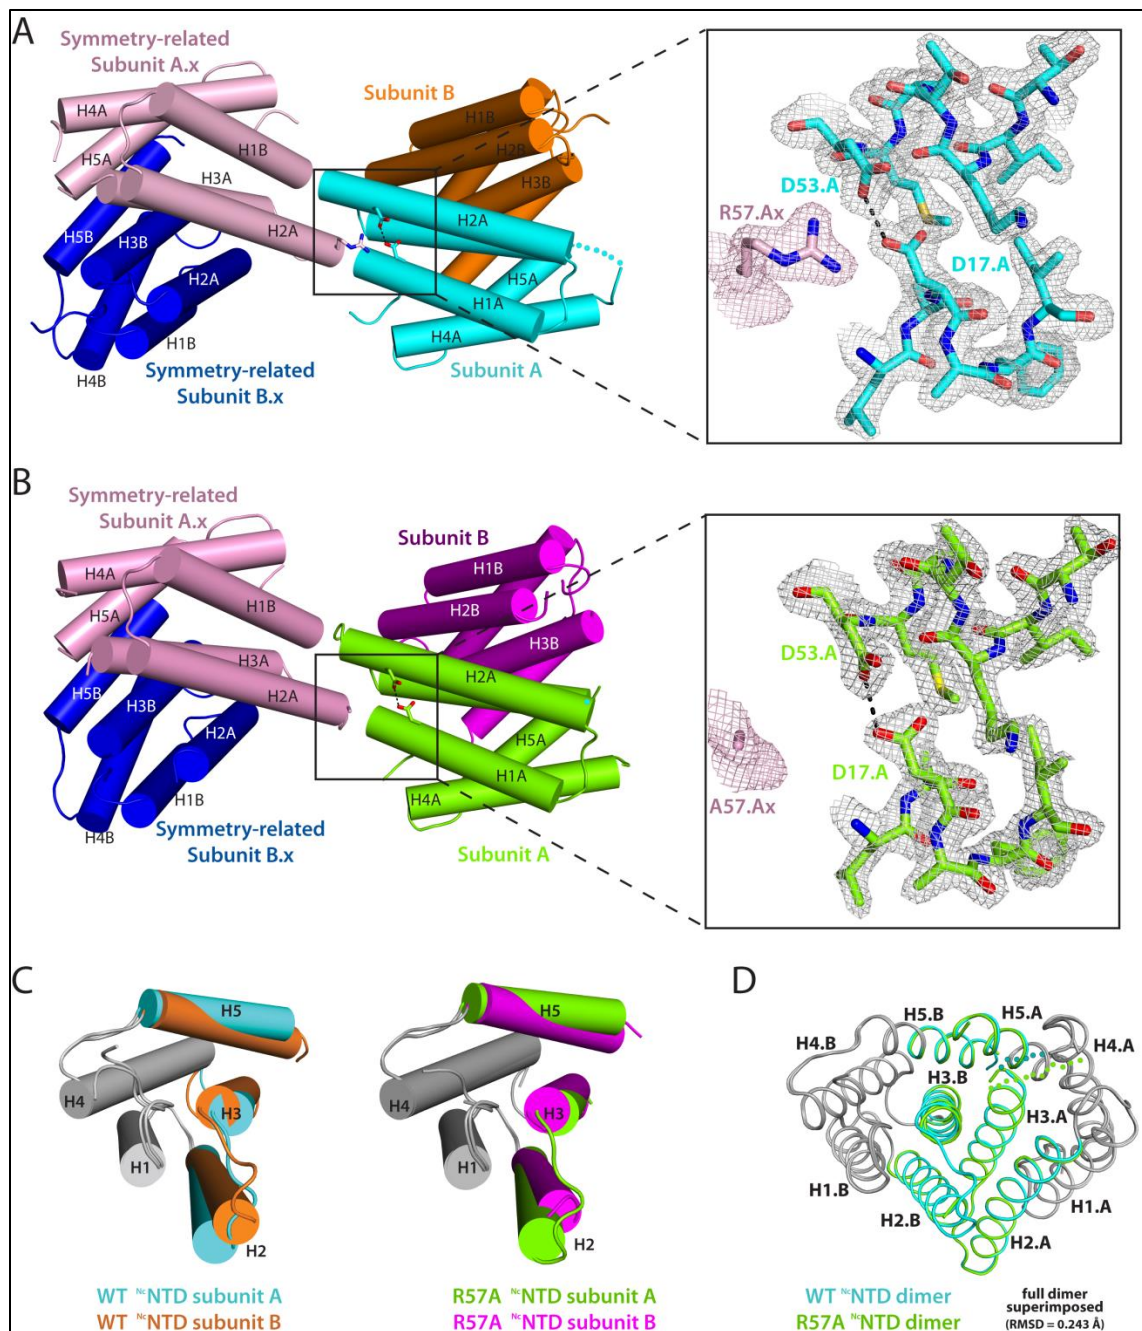 A
Symmetry-related
Subunit A.x
H4A
H5A
H1B
H3A
H5B
H3B
H2A
H2A
H1B
H4B
Symmetry-related
Subunit B.x
Subunit B
H1B
H2B
H3B
H2A
H5A
H1A
H4A
Subunit A
D53.A
R57.Ax
D17.A
B
Symmetry-related
Subunit A.x
H4A
H5A
H1B
H3A
H5B
H2A
H3B
H2A
H1B
H4B
Symmetry-related
Subunit B.x
Subunit B
H1B
H2B
H3B
H2A
H5A
H1A
H4A
Subunit A
D53.A
D17.A
A57.Ax
C
H5
H4
H3
H1
H2
WT NcNTD subunit A
WT NcNTD subunit B
H5
H4
H3
H1
H2
R57A NcNTD subunit A
R57A NcNTD subunit B
D
H5.B
H5.A
H4.B
H4.A
H3.B
H3.A
H1.B
H1.A
H2.B
H2.A
WT NcNTD dimer
R57A NcNTD dimer
full dimer
superimposed
(RMSD = 0.243 Å)